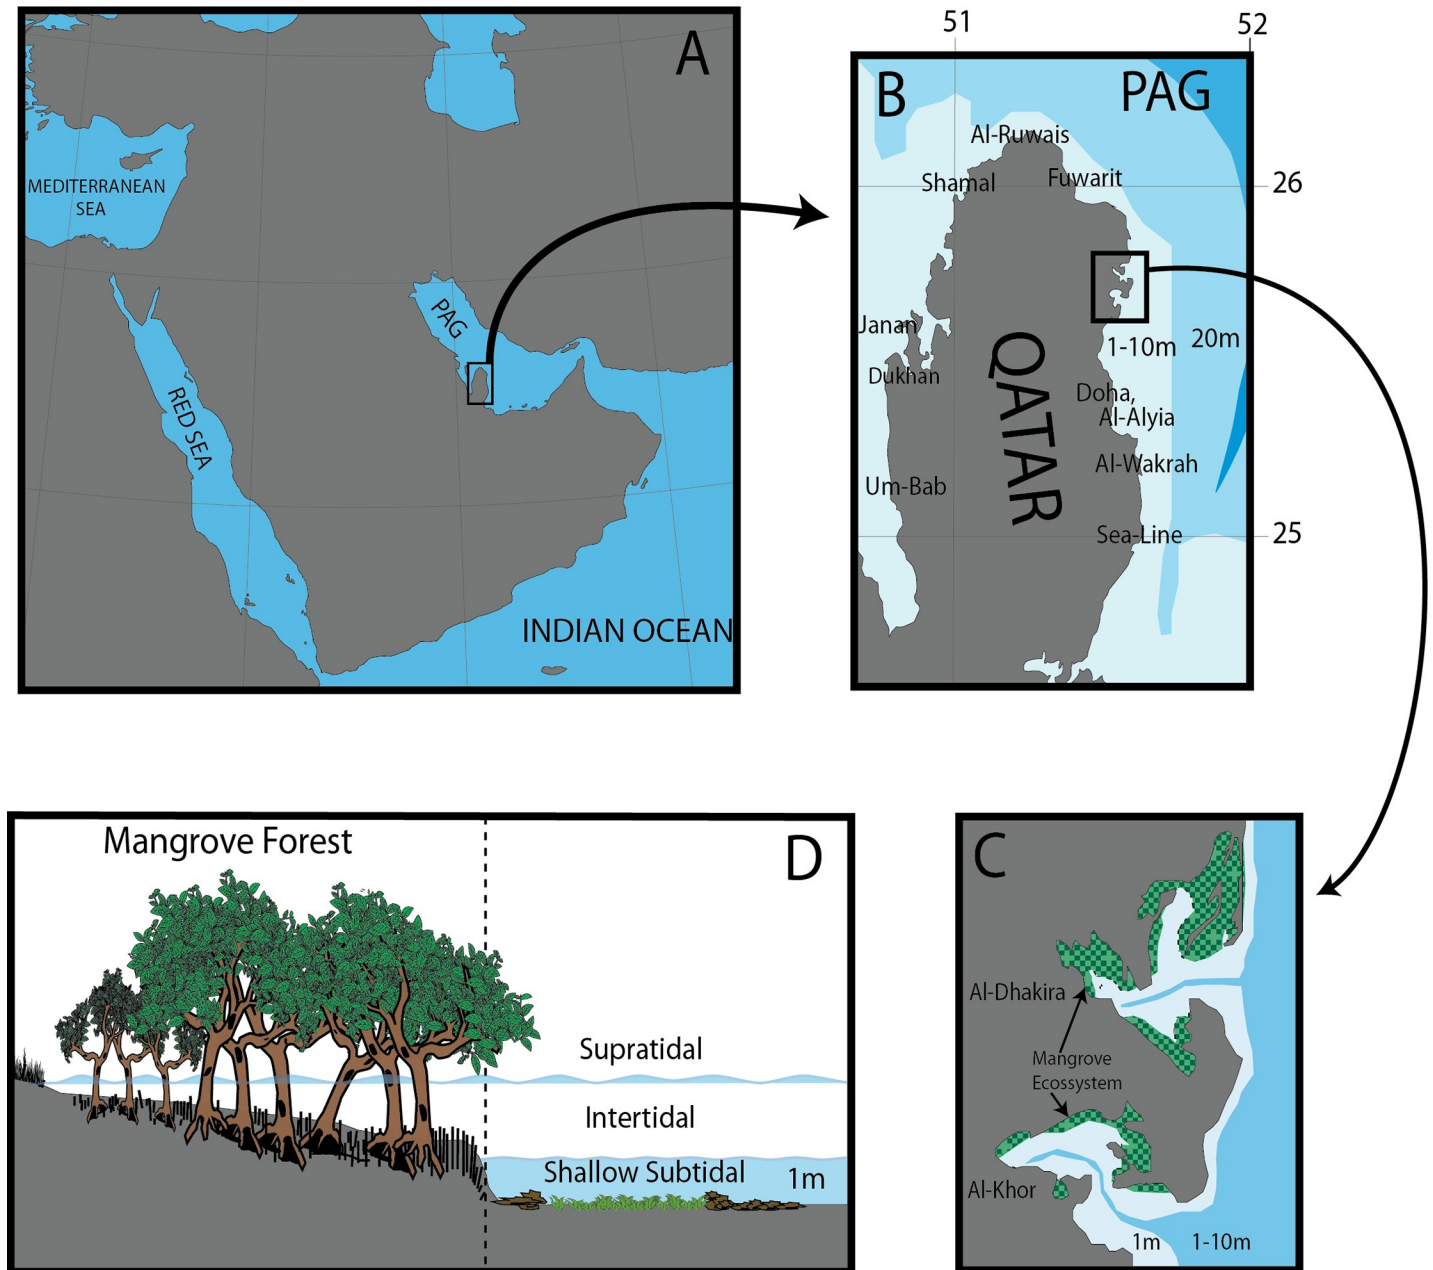 A
MEDITERRANEAN
SEA
PAG
RED SEA
INDIAN OCEAN
51
52
B
PAG
Al-Ruwais
Shamal
Fuwarit
26
Janan
1-10m
20m
Dukhan
QATAR
Doha,
Al-Alyia
Al-Wakrah
Um-Bab
Sea-Line
25
Mangrove Forest
D
Supratidal
Intertidal
Shallow Subtidal
1m
C
Al-Dhakira
Mangrove
Ecossystem
Al-Khor
1m
1-10m